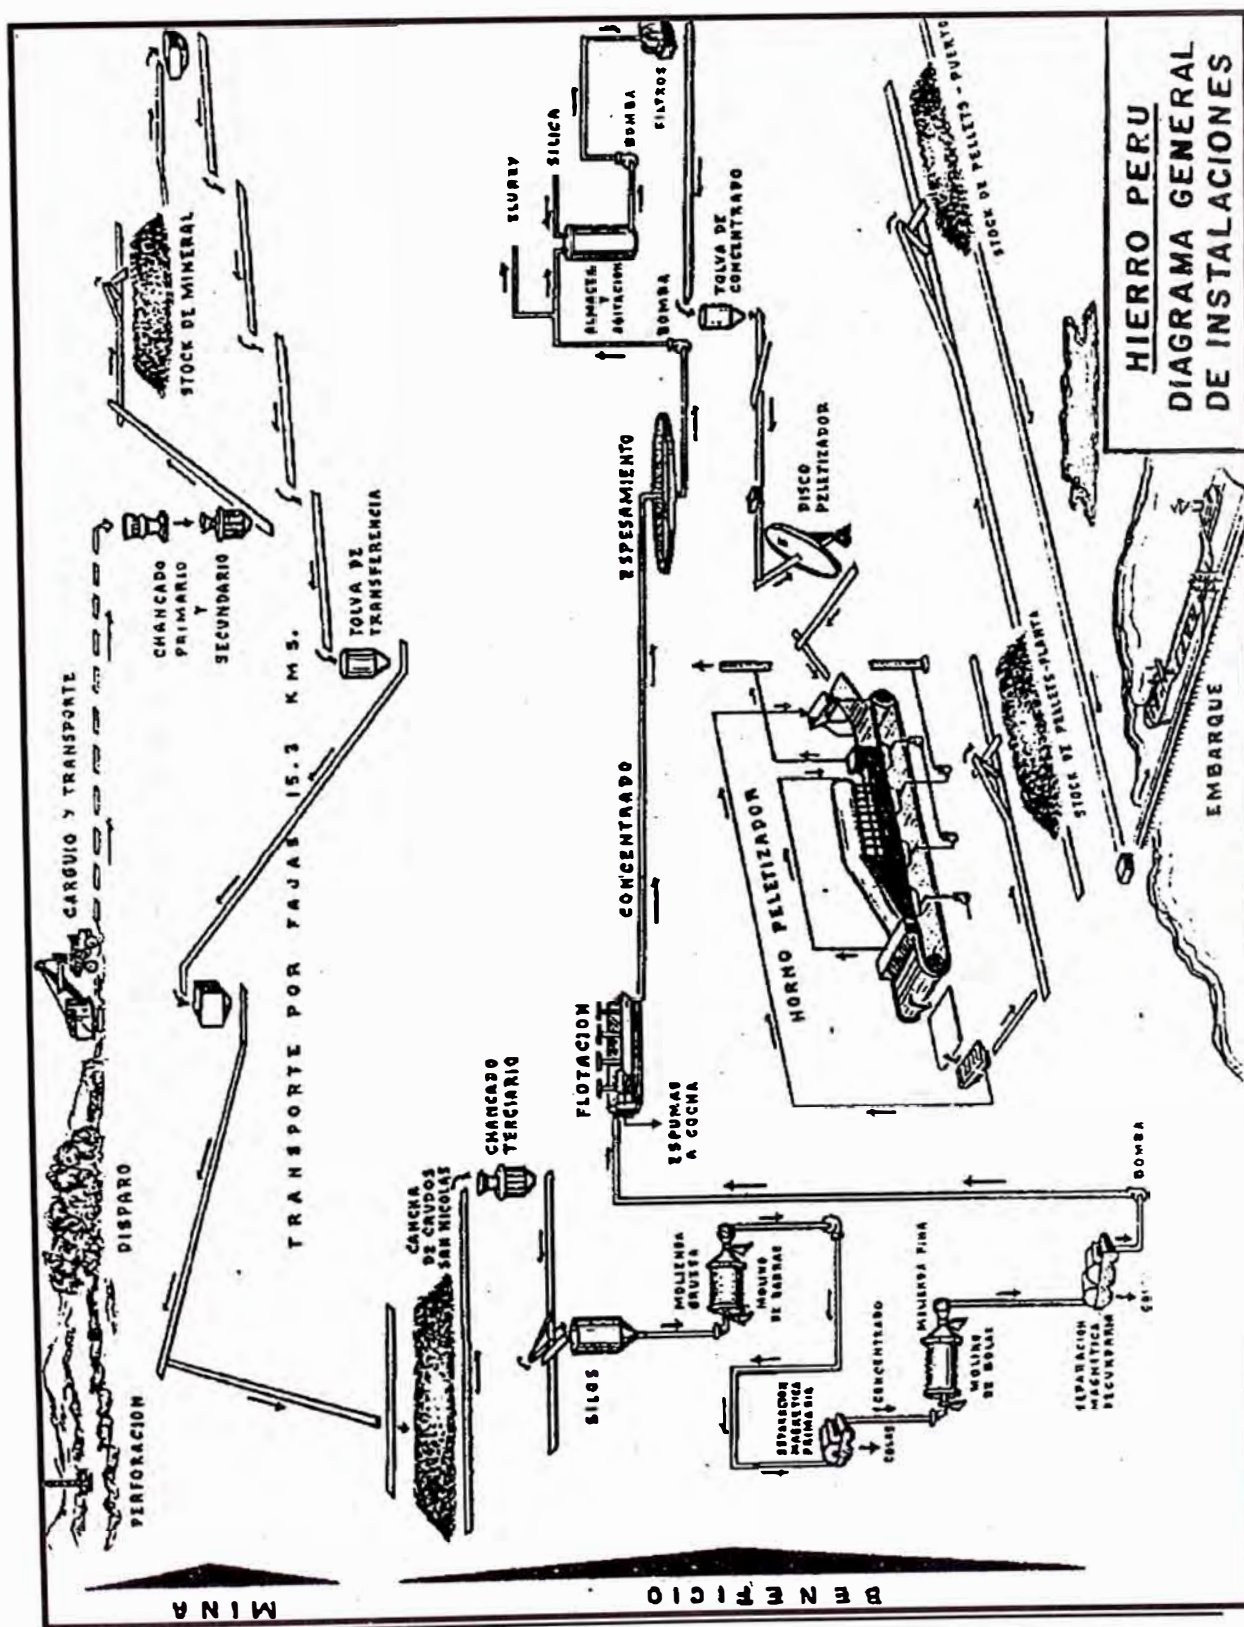 PERFORACION
DISPARO
CARGUIO Y TRANSPORTE
CHANCADO
PRIMARIO
Y
SECUNDARIO
STOCK DE MINERAL
TOLVA DE
TRANSFERENCIA
TRANSPORTE POR FAJAS 15.3 KMS.
MINA
CANCHA
DE CRUDOS
SAN NICOLAS
CHANCADO
TERCIARIO
SILOS
MOLIENDA
GRUESA
MOLINO
DE BARRAS
SEPARACION
MAGNETICA
PRIMARIA
COLAS
CONCENTRADO
MOLIENDA FINA
MOLINO
DE BOLAS
SEPARACION
MAGNETICA
SECUNDARIA
BOMBA
FLOTACION
ESPUMAS
A COCHA
CONCENTRADO
ESPESAMIENTO
BOMBA
SLURRY
SILICA
ALMACEN.
Y
AGITACION
BOMBA
FILTROS
TOLVA DE
CONCENTRADO
DISCO
PELETIZADOR
HORNO PELETIZADOR
STOCK DE PELLETS-PLANTA
STOCK DE PELLETS - PUERTO
EMBARQUE
BENEFICIO
HIERRO PERU
DIAGRAMA GENERAL
DE INSTALACIONES